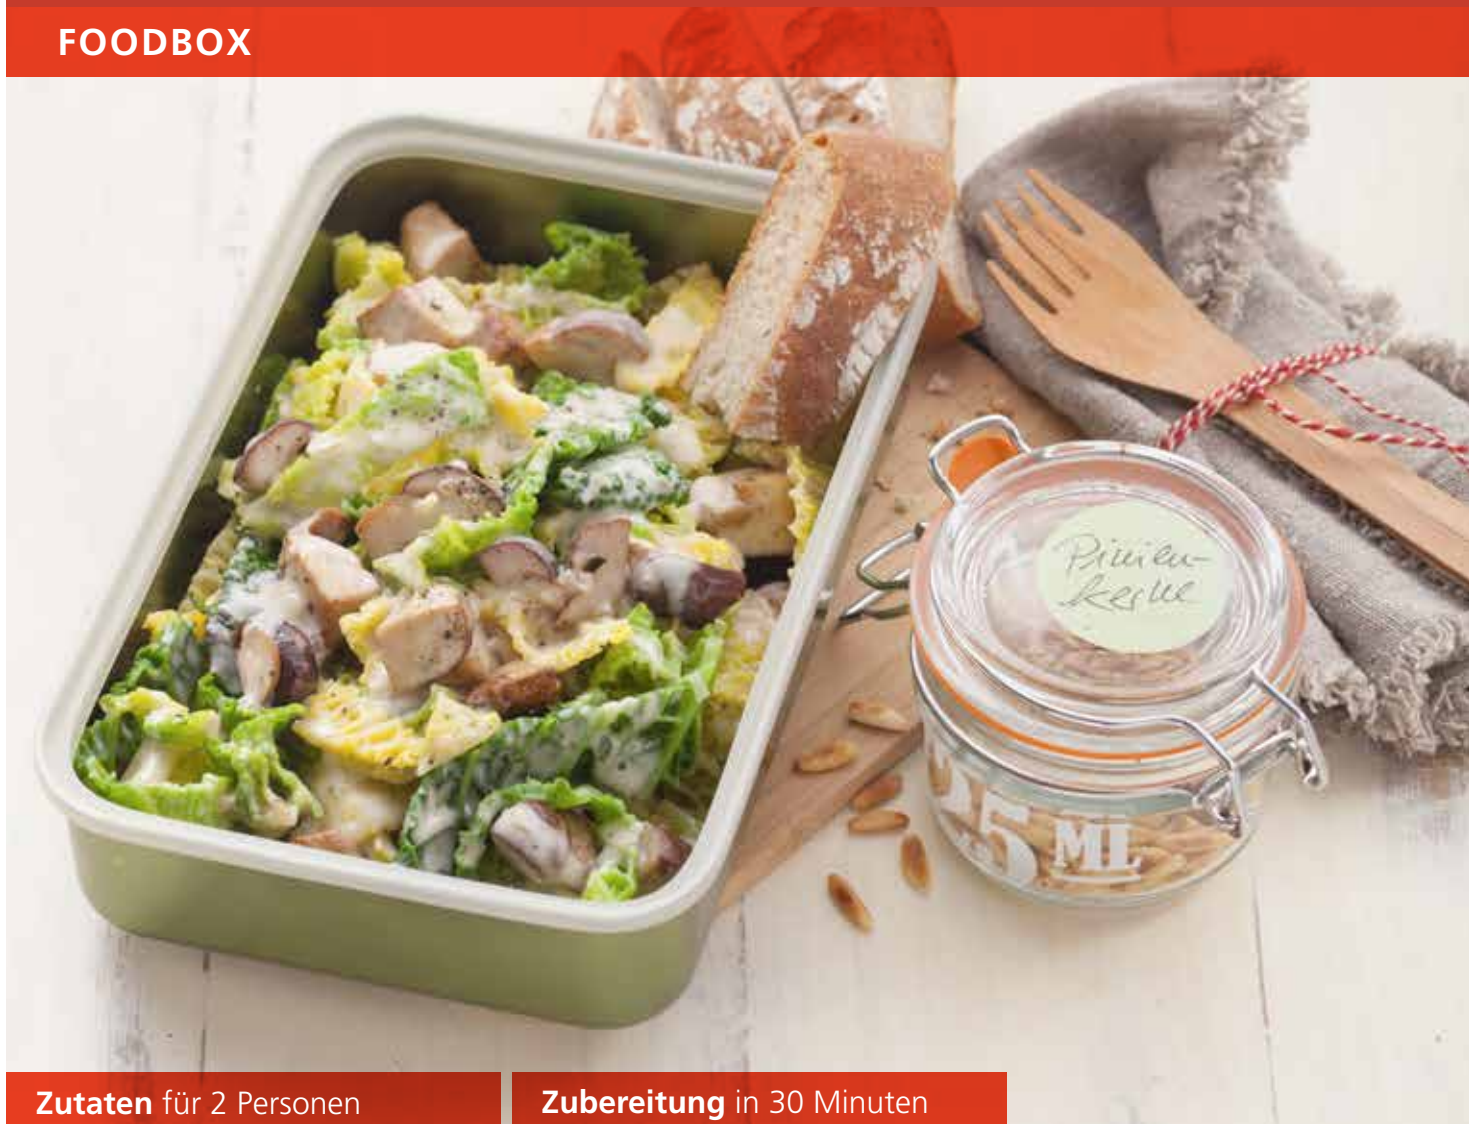 FOODBOX
Pinien-
kerne
25 ML
Zutaten für 2 Personen
Zubereitung in 30 Minuten